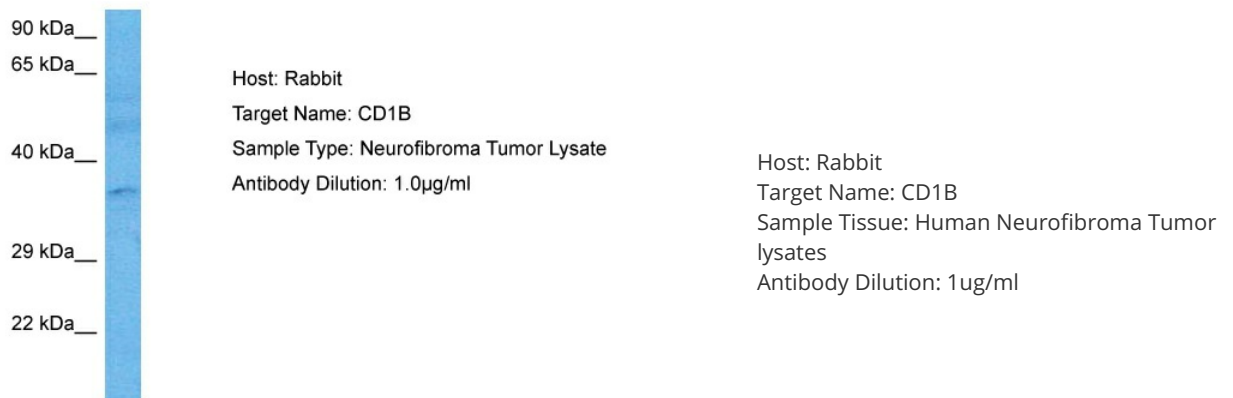 90 kDa__
65 kDa__
40 kDa__
29 kDa__
22 kDa__
Host: Rabbit
Target Name: CD1B
Sample Type: Neurofibroma Tumor Lysate
Antibody Dilution: 1.0µg/ml
Host: Rabbit
Target Name: CD1B
Sample Tissue: Human Neurofibroma Tumor
lysates
Antibody Dilution: 1ug/ml